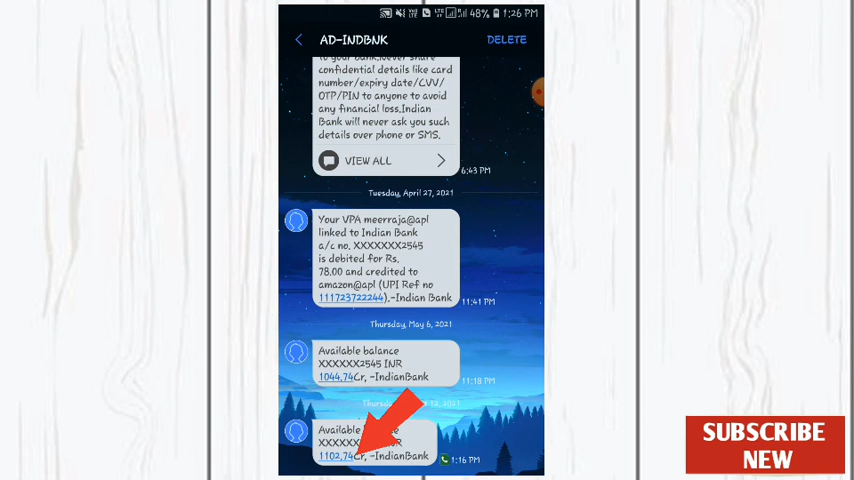 48% 1:26 PM
AD-INDBNK
DELETE
to your bank.Never share
confidential details like card
number/expiry date/CVV/
OTP/PIN to anyone to avoid
any financial loss.Indian
Bank will never ask you such
details over phone or SMS.
VIEW ALL
6:43 PM
Tuesday, April 27, 2021
Your VPA meerraja@apl
linked to Indian Bank
a/c no. XXXXXXX2545
is debited for Rs.
78.00 and credited to
amazon@apl (UPI Ref no
111723722244).-Indian Bank
11:41 PM
Thursday, May 6, 2021
Available balance
XXXXXX2545 INR
1044.74Cr, -IndianBank
11:18 PM
2021
1102.74Cr, -IndianBank
1:16 PM
SUBSCRIBE
NEW